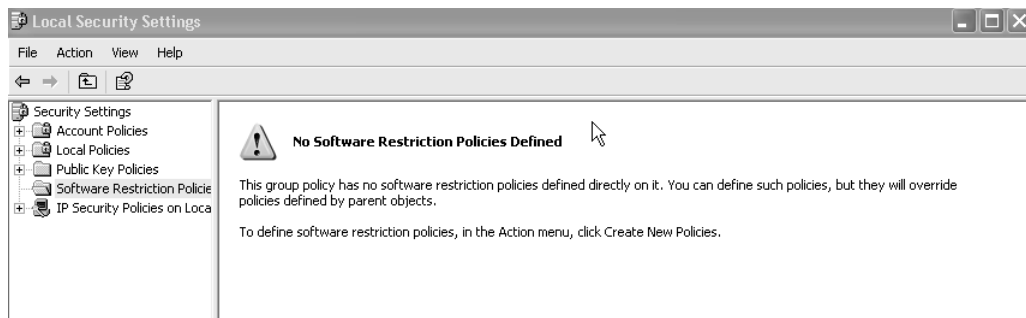 Local Security Settings
File Action View Help
Security Settings
Account Policies
Local Policies
Public Key Policies
Software Restriction Policie
IP Security Policies on Loca
No Software Restriction Policies Defined
This group policy has no software restriction policies defined directly on it. You can define such policies, but they will override
policies defined by parent objects.
To define software restriction policies, in the Action menu, click Create New Policies.